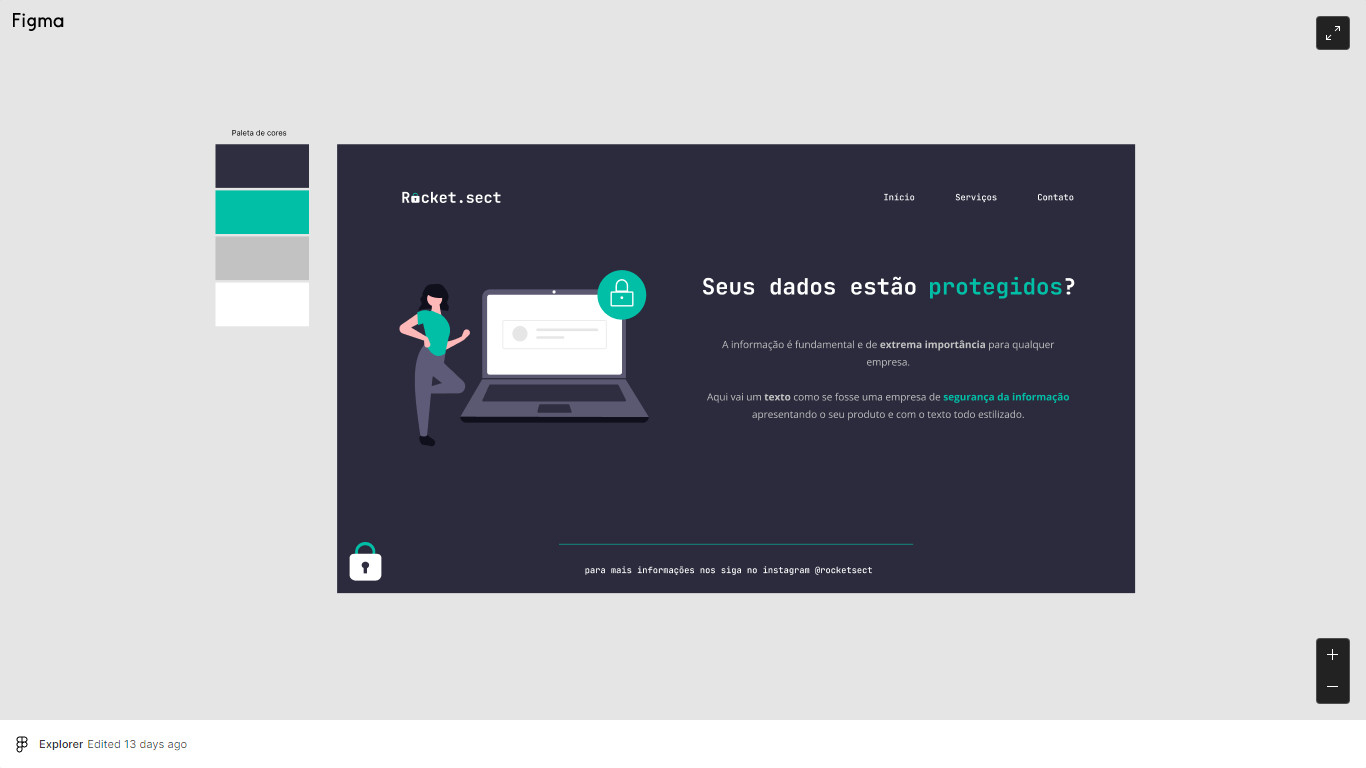 Figma
Paleta de cores
Rocket.sect
Início
Serviços
Contato
Seus dados estão protegidos?
A informação é fundamental e de extrema importância para qualquer
empresa.
Aqui vai um texto como se fosse uma empresa de segurança da informação
apresentando o seu produto e com o texto todo estilizado.
para mais informações nos siga no instagram @rocketsect
Explorer Edited 13 days ago